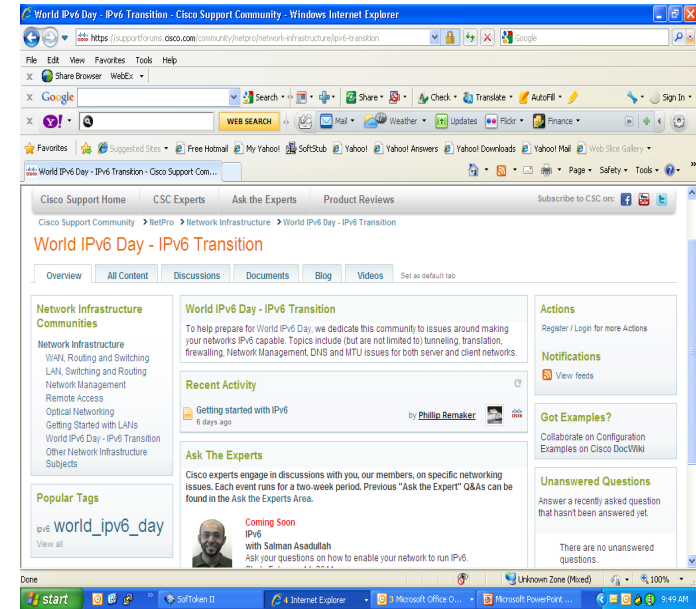 World IPv6 Day - IPv6 Transition - Cisco Support Community - Windows Internet Explorer
https://supportforums.cisco.com/community/netpro/network-infrastructure/ipv6-transition
Google
File Edit View Favorites Tools Help
x Share Browser WebEx
x Google Search Share Check Translate AutoFill Sign In
x Y! WEB SEARCH Mail Weather Updates Flickr Finance
Favorites Suggested Sites Free Hotmail My Yahoo! SoftStub Yahoo! Yahoo! Answers Yahoo! Downloads Yahoo! Mail Web Slice Gallery
World IPv6 Day - IPv6 Transition - Cisco Support Com... Page Safety Tools
Cisco Support Home CSC Experts Ask the Experts Product Reviews Subscribe to CSC on:
Cisco Support Community > NetPro > Network Infrastructure > World IPv6 Day - IPv6 Transition
World IPv6 Day - IPv6 Transition
Overview All Content Discussions Documents Blog Videos Set as default tab
Network Infrastructure
Communities
Network Infrastructure
WAN, Routing and Switching
LAN, Switching and Routing
Network Management
Remote Access
Optical Networking
Getting Started with LANs
World IPv6 Day - IPv6 Transition
Other Network Infrastructure
Subjects
Popular Tags
ipv6 world_ipv6_day
View all
World IPv6 Day - IPv6 Transition
To help prepare for World IPv6 Day, we dedicate this community to issues around making
your networks IPv6 capable. Topics include (but are not limited to) tunneling, translation,
firewalling, Network Management, DNS and MTU issues for both server and client networks.
Recent Activity
Getting started with IPv6
6 days ago
by Phillip Remaker
Ask The Experts
Cisco experts engage in discussions with you, our members, on specific networking
issues. Each event runs for a two-week period. Previous "Ask the Expert" Q&As can be
found in the Ask the Experts Area.
Coming Soon
IPv6
with Salman Asadullah
Ask your questions on how to enable your network to run IPv6.
Actions
Register / Login for more Actions
Notifications
View feeds
Got Examples?
Collaborate on Configuration
Examples on Cisco DocWiki
Unanswered Questions
Answer a recently asked question
that hasn't been answered yet.
There are no unanswered
questions.
Done Unknown Zone (Mixed) 100%
start SofToken II 4 Internet Explorer 3 Microsoft Office O... Microsoft PowerPoint ... 9:49 AM